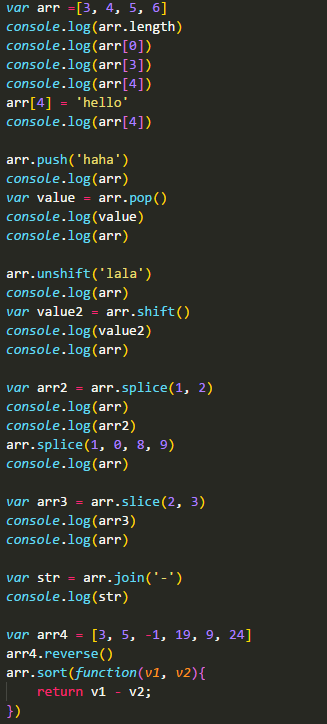 var arr =[3, 4, 5, 6]
console.log(arr.length)
console.log(arr[0])
console.log(arr[3])
console.log(arr[4])
arr[4] = 'hello'
console.log(arr[4])

arr.push('haha')
console.log(arr)
var value = arr.pop()
console.log(value)
console.log(arr)

arr.unshift('lala')
console.log(arr)
var value2 = arr.shift()
console.log(value2)
console.log(arr)

var arr2 = arr.splice(1, 2)
console.log(arr)
console.log(arr2)
arr.splice(1, 0, 8, 9)
console.log(arr)

var arr3 = arr.slice(2, 3)
console.log(arr3)
console.log(arr)

var str = arr.join('-')
console.log(str)

var arr4 = [3, 5, -1, 19, 9, 24]
arr4.reverse()
arr.sort(function(v1, v2){
    return v1 - v2;
})